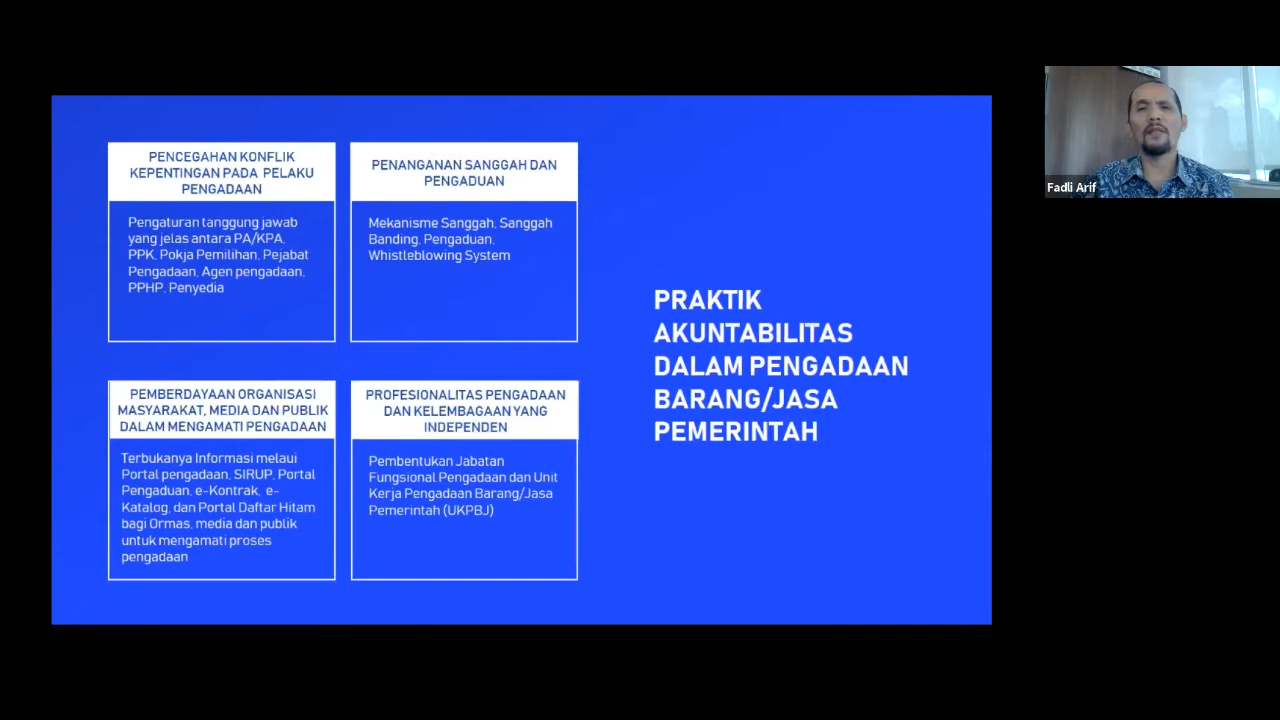 PENCEGAHAN KONFLIK
KEPENTINGAN PADA PELAKU
PENGADAAN
Pengaturan tanggung jawab
yang jelas antara PA/KPA,
PPK, Pokja Pemilihan, Pejabat
Pengadaan, Agen pengadaan,
PPHP, Penyedia
PENANGANAN SANGGAH DAN
PENGADUAN
Mekanisme Sanggah, Sanggah
Banding, Pengaduan,
Whistleblowing System
PEMBERDAYAAN ORGANISASI
MASYARAKAT, MEDIA DAN PUBLIK
DALAM MENGAMATI PENGADAAN
Terbukanya Informasi melaui
Portal pengadaan, SIRUP, Portal
Pengaduan, e-Kontrak, e-
Katalog, dan Portal Daftar Hitam
bagi Ormas, media dan publik
untuk mengamati proses
pengadaan
PROFESIONALITAS PENGADAAN
DAN KELEMBAGAAN YANG
INDEPENDEN
Pembentukan Jabatan
Fungsional Pengadaan dan Unit
Kerja Pengadaan Barang/Jasa
Pemerintah (UKPBJ)
PRAKTIK
AKUNTABILITAS
DALAM PENGADAAN
BARANG/JASA
PEMERINTAH
Fadli Arif